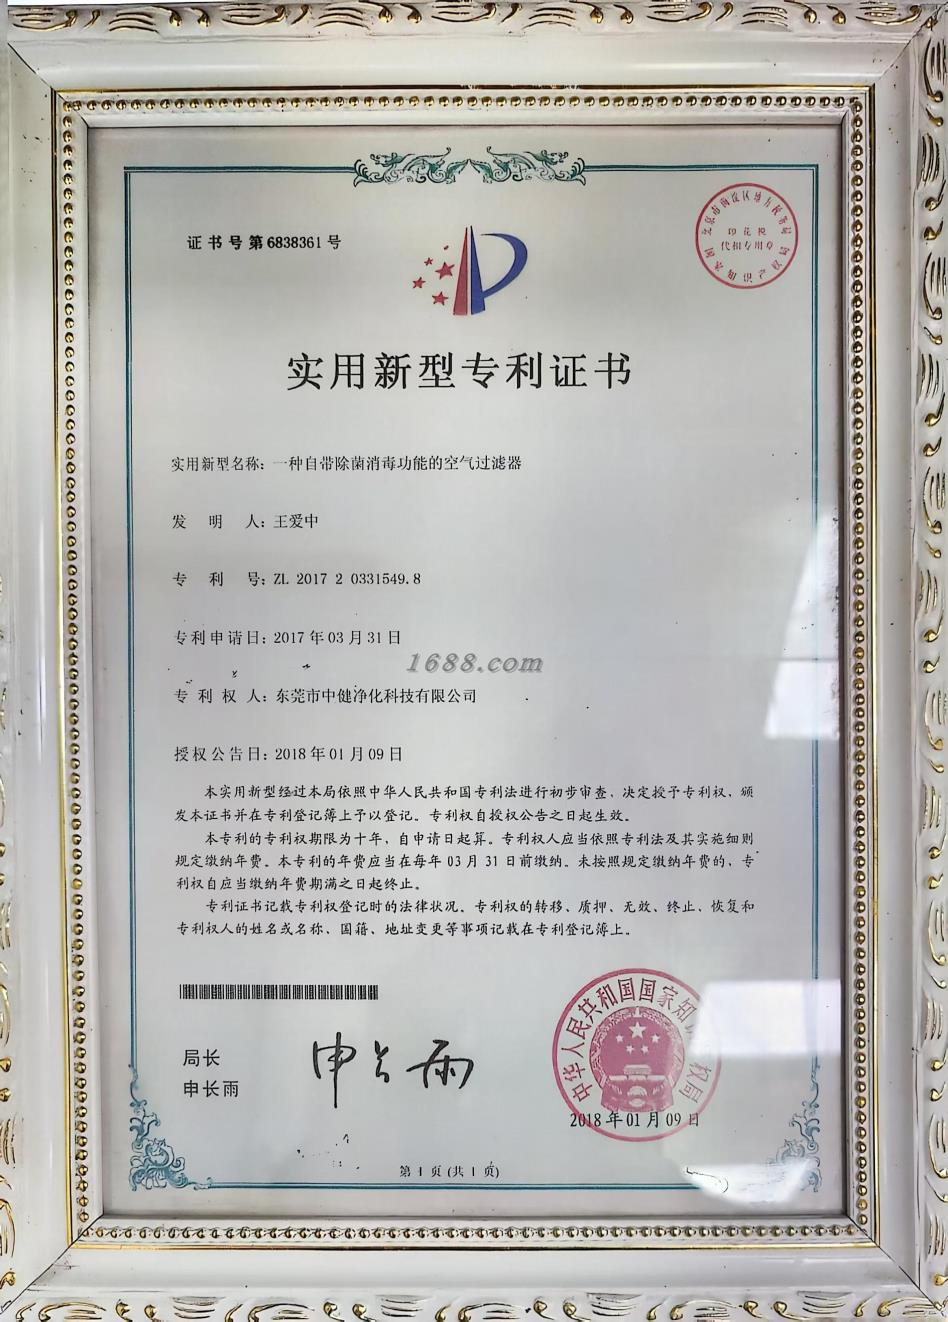 证书号第6838361号
印花税
代扣专用章
实用新型专利证书
实用新型名称：一种自带除菌消毒功能的空气过滤器
发明人：王爱中
专利号：ZL 2017 2 0331549.8
专利申请日：2017年03月31日
1688.com
专利权人：东莞市中健净化科技有限公司
授权公告日：2018年01月09日
本实用新型经过本局依照中华人民共和国专利法进行初步审查，决定授予专利权，颁
发本证书并在专利登记簿上予以登记。专利权自授权公告之日起生效。
本专利的专利权期限为十年，自申请日起算。专利权人应当依照专利法及其实施细则
规定缴纳年费。本专利的年费应当在每年03月31日前缴纳。未按照规定缴纳年费的，专
利权自应当缴纳年费期满之日起终止。
专利证书记载专利权登记时的法律状况。专利权的转移、质押、无效、终止、恢复和
专利权人的姓名或名称、国籍、地址变更等事项记载在专利登记簿上。
局长
申长雨
申长雨
中华人民共和国国家知 权局
2018年01月09日
第1页(共1页)